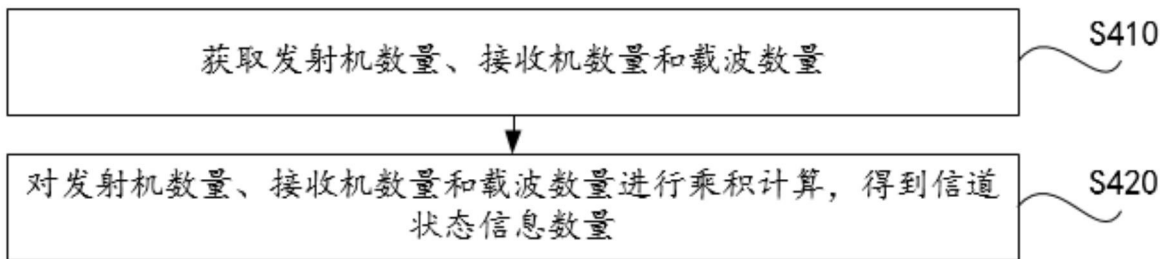 获取发射机数量、接收机数量和载波数量
S410
对发射机数量、接收机数量和载波数量进行乘积计算，得到信道
状态信息数量
S420